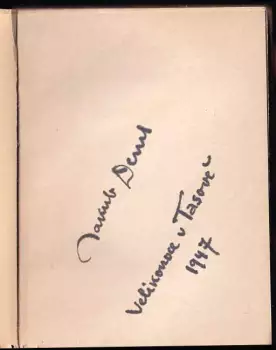 Jakub Deml
Velikonoce v Tasově
1947